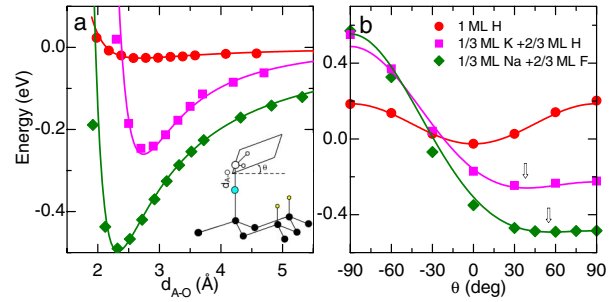 a
Energy (eV)
0.0
-0.2
-0.4
2
3
4
5
d_A-O (Å)
d_A-O
θ
b
1 ML H
1/3 ML K +2/3 ML H
1/3 ML Na +2/3 ML F
0.4
0.0
-0.4
-90
-60
-30
0
30
60
90
θ (deg)